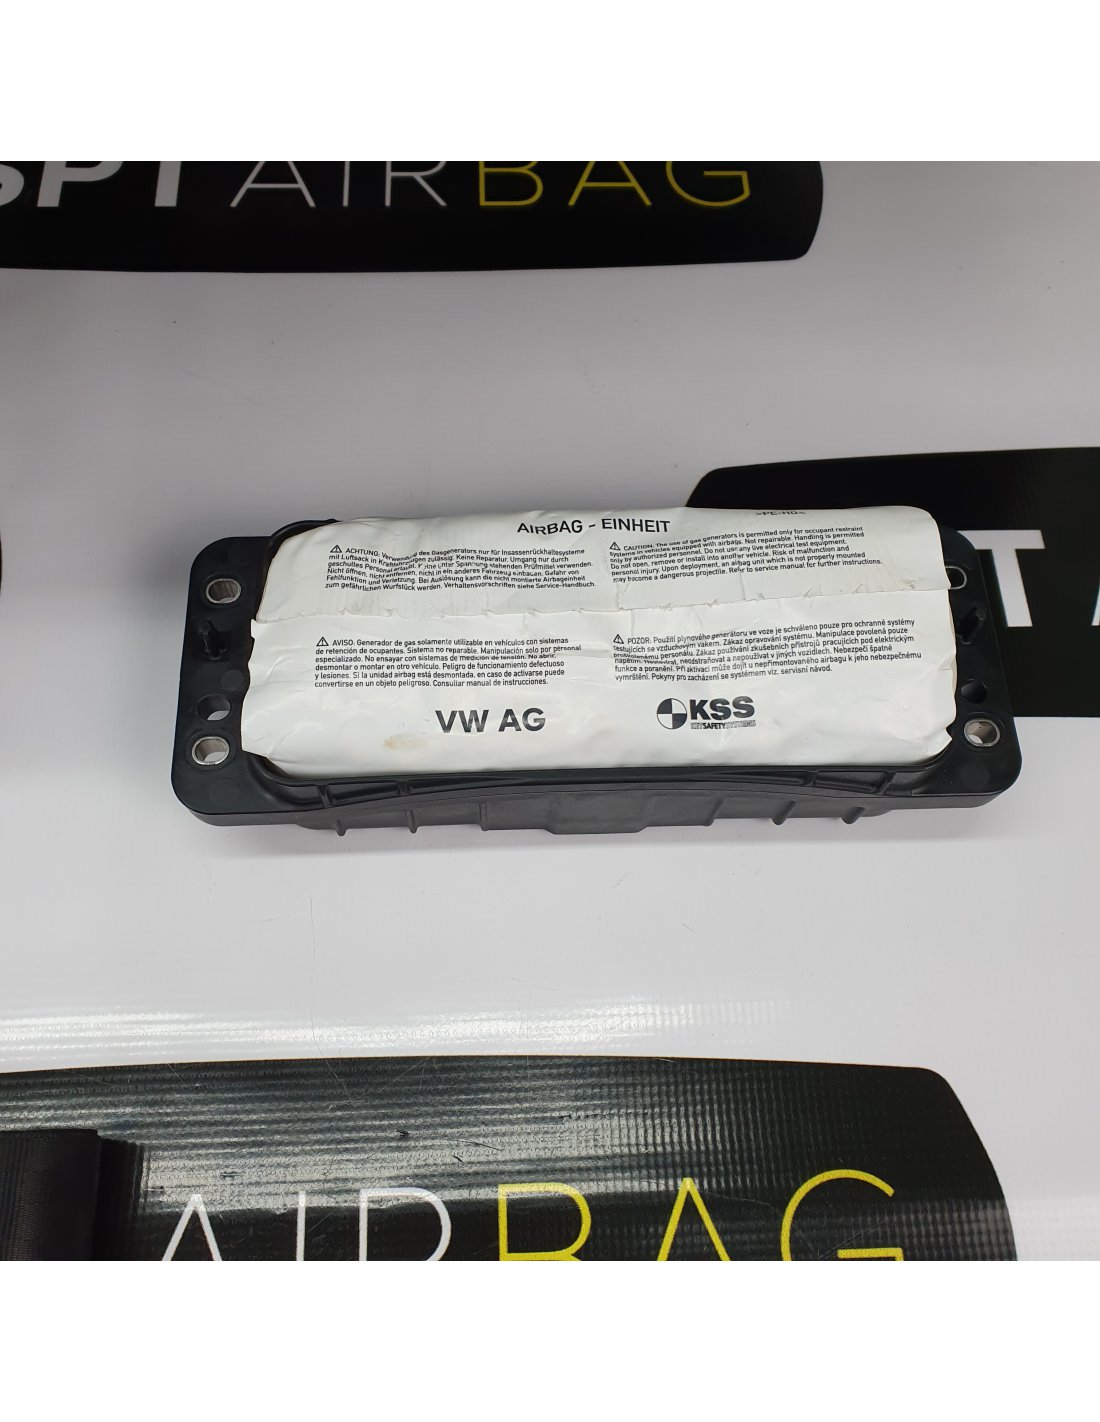 SPT AIRBAG
AIRBAG - EINHEIT
>PE-HD<
⚠ ACHTUNG: Verwendung des Gasgenerators nur für Insassenrückhaltesysteme
mit Luftsack in Kraftfahrzeugen zulässig. Keine Reparatur. Umgang nur durch
geschultes Personal erlaubt. Keine unter Spannung stehenden Prüfmittel verwenden.
Nicht öffnen, nicht entfernen, nicht in ein anderes Fahrzeug einbauen. Gefahr von
Fehlfunktion und Verletzung. Bei Auslösung kann die nicht montierte Airbageinheit
zum gefährlichen Wurfstück werden. Verhaltensvorschriften siehe Service-Handbuch.
⚠ CAUTION: The use of gas generators is permitted only for occupant restraint
systems in vehicles equipped with airbags. Not repairable. Handling is permitted
only by authorized personnel. Do not use any live electrical test equipment.
Do not open, remove or install into another vehicle. Risk of malfunction and
personal injury. Upon deployment, an airbag unit which is not properly mounted
may become a dangerous projectile. Refer to service manual for further instructions.
⚠ AVISO: Generador de gas solamente utilizable en vehículos con sistemas
de retención de ocupantes. Sistema no reparable. Manipulación solo por personal
especializado. No ensayar con sistemas de medición de tensión. No abrir,
desmontar o montar en otro vehículo. Peligro de funcionamiento defectuoso
y lesiones. Si la unidad airbag está desmontada, en caso de activarse puede
convertirse en un objeto peligroso. Consultar manual de instrucciones.
⚠ POZOR: Použití plynového generátoru ve voze je schváleno pouze pro ochranné systémy
cestujících se vzduchovým vakem. Zákaz opravování systému. Manipulace povolená pouze
proškolenému personálu. Zákaz používání zkušebních přístrojů pracujících pod elektrickým
napětím. Neotevírat, neodstraňovat a nepoužívat v jiných vozidlech. Nebezpečí špatné
funkce a poranění. Při aktivaci může dojít u nepřimontovaného airbagu k jeho nebezpečnému
vymrštění. Pokyny pro zacházení se systémem viz. servisní návod.
VW AG
KSS
KEYSAFETYSYSTEMS
T
AIRBAG